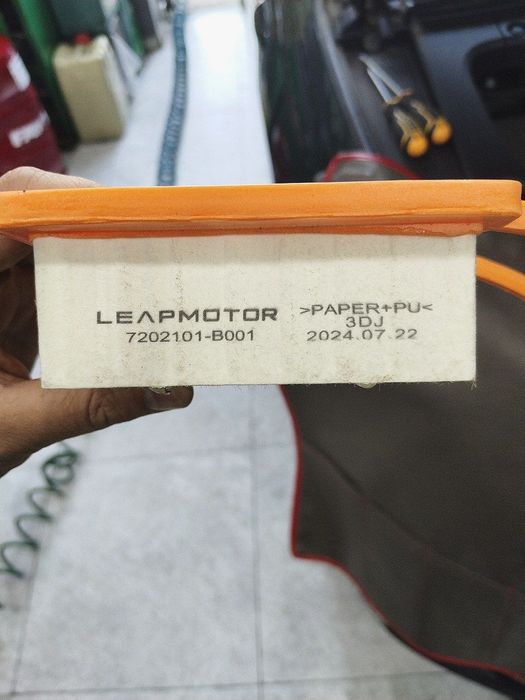 LEAPMOTOR
7202101-B001
>PAPER+PU<
3DJ
2024.07.22